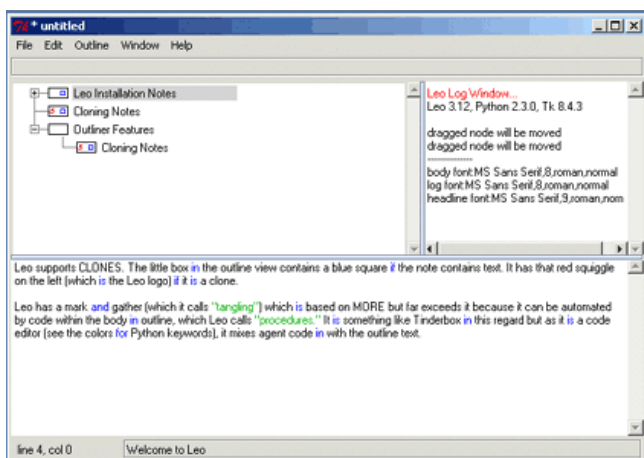 * untitled
File Edit Outline Window Help
Leo Installation Notes
Cloning Notes
Outliner Features
Cloning Notes
Leo Log Window...
Leo 3.12, Python 2.3.0, Tk 8.4.3
dragged node will be moved
dragged node will be moved
-------------
body font:MS Sans Serif,8,roman,normal
log font:MS Sans Serif,8,roman,normal
headline font:MS Sans Serif,9,roman,nom
Leo supports CLONES. The little box in the outline view contains a blue square if the note contains text. It has that red squiggle
on the left (which is the Leo logo) if it is a clone.
Leo has a mark and gather (which it calls "tangling") which is based on MORE but far exceeds it because it can be automated
by code within the body in outline, which Leo calls "procedures." It is something like Tinderbox in this regard but as it is a code
editor (see the colors for Python keywords), it mixes agent code in with the outline text.
line 4, col 0
Welcome to Leo